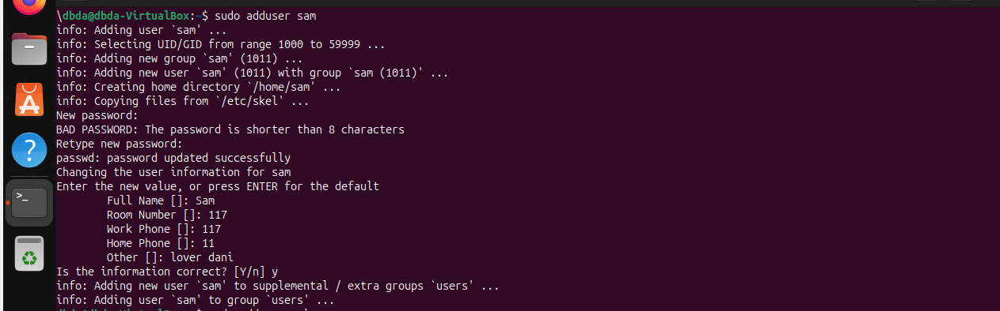 \dbda@dbda-VirtualBox:~$ sudo adduser sam
info: Adding user `sam' ...
info: Selecting UID/GID from range 1000 to 59999 ...
info: Adding new group `sam' (1011) ...
info: Adding new user `sam' (1011) with group `sam (1011)' ...
info: Creating home directory `/home/sam' ...
info: Copying files from `/etc/skel' ...
New password:
BAD PASSWORD: The password is shorter than 8 characters
Retype new password:
passwd: password updated successfully
Changing the user information for sam
Enter the new value, or press ENTER for the default
Full Name []: Sam
Room Number []: 117
Work Phone []: 117
Home Phone []: 11
Other []: lover dani
Is the information correct? [Y/n] y
info: Adding new user `sam' to supplemental / extra groups `users' ...
info: Adding user `sam' to group `users' ...